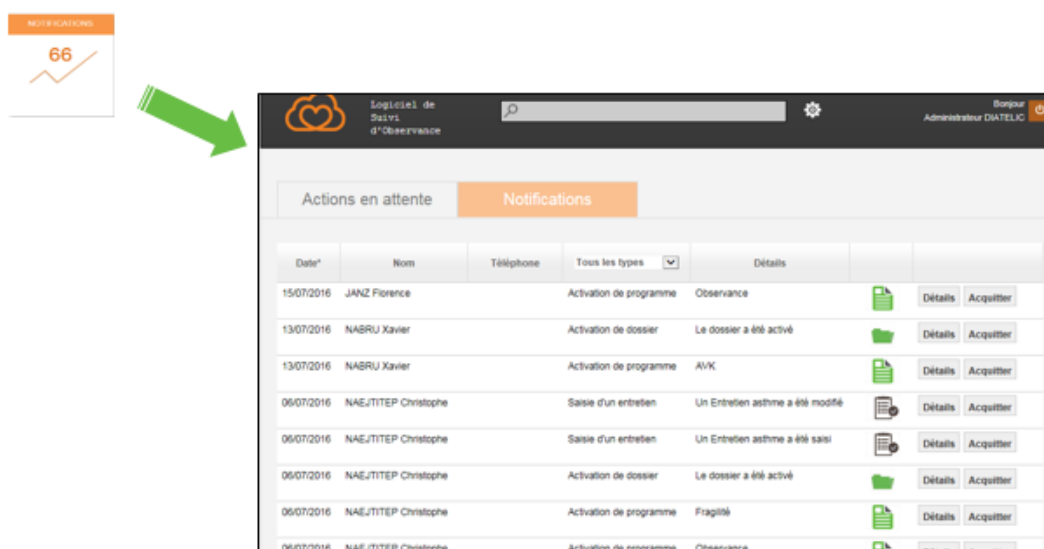 NOTIFICATIONS
66
Logiciel de
Suivi
d'Observance
Bonjour
Administrateur DIATELIC
Actions en attente Notifications
Date* Nom Téléphone Tous les types Détails
15/07/2016 JANZ Florence Activation de programme Observance Détails Acquitter
13/07/2016 NABRU Xavier Activation de dossier Le dossier a été activé Détails Acquitter
13/07/2016 NABRU Xavier Activation de programme AVK Détails Acquitter
06/07/2016 NAEJTITEP Christophe Saisie d'un entretien Un Entretien asthme a été modifié Détails Acquitter
06/07/2016 NAEJTITEP Christophe Saisie d'un entretien Un Entretien asthme a été saisi Détails Acquitter
06/07/2016 NAEJTITEP Christophe Activation de dossier Le dossier a été activé Détails Acquitter
06/07/2016 NAEJTITEP Christophe Activation de programme Fragilité Détails Acquitter
06/07/2016 NAEJTITEP Christophe Activation de programme Observance